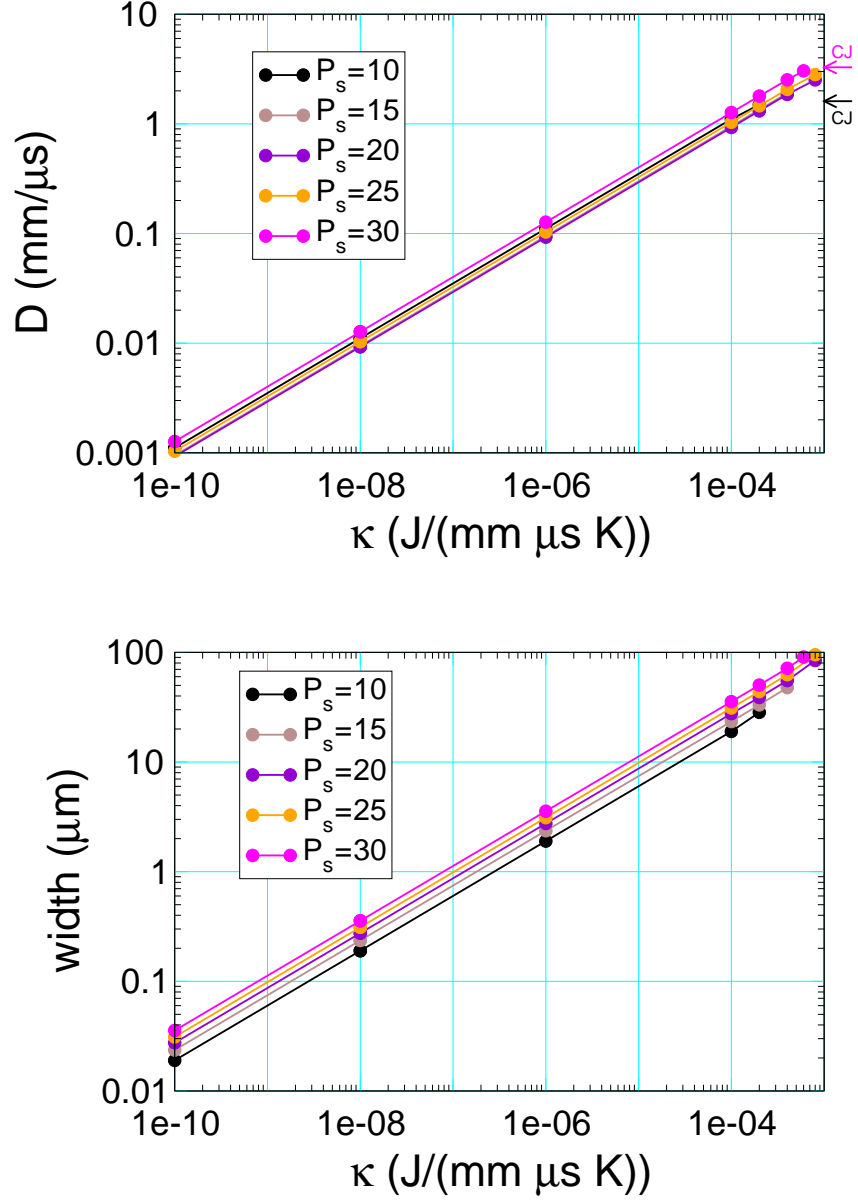 10
1
0.1
0.01
0.001
D (mm/μs)
P_s=10
P_s=15
P_s=20
P_s=25
P_s=30
CJ
CJ
1e-10 1e-08 1e-06 1e-04
κ (J/(mm μs K))
100
10
1
0.1
0.01
width (μm)
P_s=10
P_s=15
P_s=20
P_s=25
P_s=30
1e-10 1e-08 1e-06 1e-04
κ (J/(mm μs K))